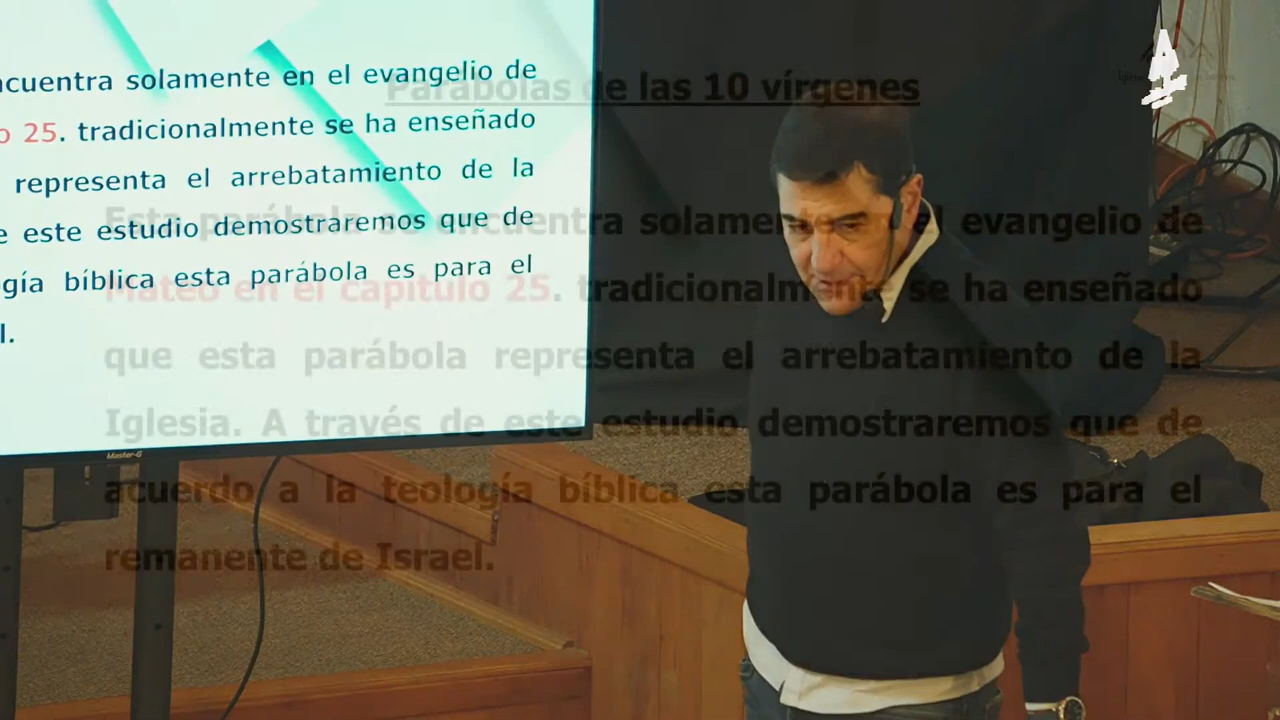 Parábolas de las 10 vírgenes
Esta parábola se encuentra solamente en el evangelio de
Mateo en el capítulo 25. tradicionalmente se ha enseñado
que esta parábola representa el arrebatamiento de la
Iglesia. A través de este estudio demostraremos que de
acuerdo a la teología bíblica esta parábola es para el
remanente de Israel.
ncuentra solamente en el evangelio de
o 25. tradicionalmente se ha enseñado
representa el arrebatamiento de la
e este estudio demostraremos que de
gía bíblica esta parábola es para el
l.
Master-G